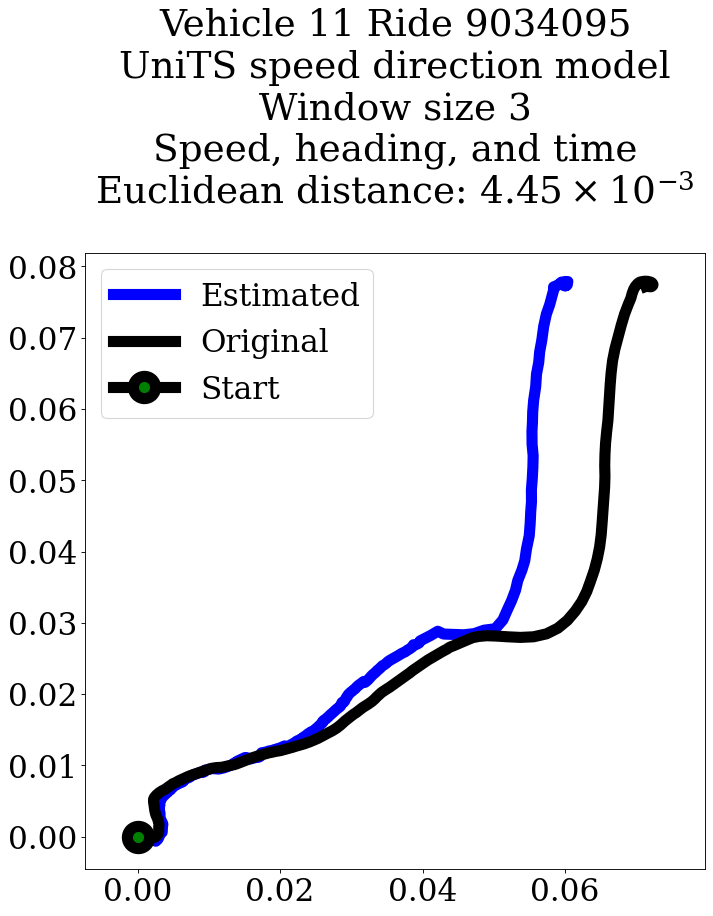 Vehicle 11 Ride 9034095
UniTS speed direction model
Window size 3
Speed, heading, and time
Euclidean distance: 4.45 × 10⁻³
0.08
0.07
0.06
0.05
0.04
0.03
0.02
0.01
0.00
Estimated
Original
Start
0.00 0.02 0.04 0.06